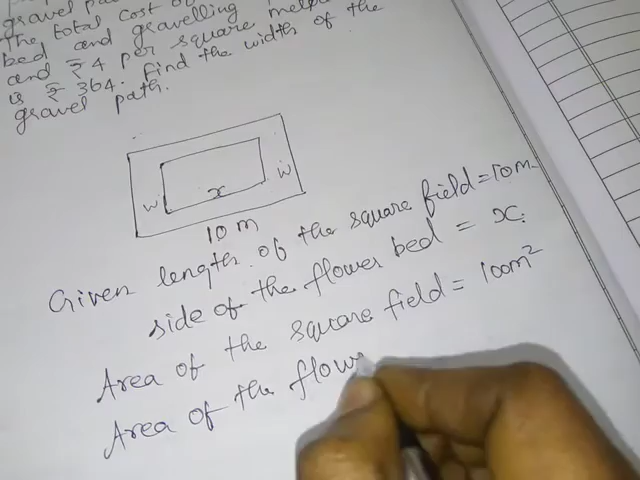 gravel pa
The total cost o
bed and gravelling
and ₹ 4 per square
is ₹ 364. Find the width of the
gravel path.
w
x
w
10 m
Given length of the square field = 10m
side of the flower bed = x.
Area of the square field = 100m²
Area of the flow